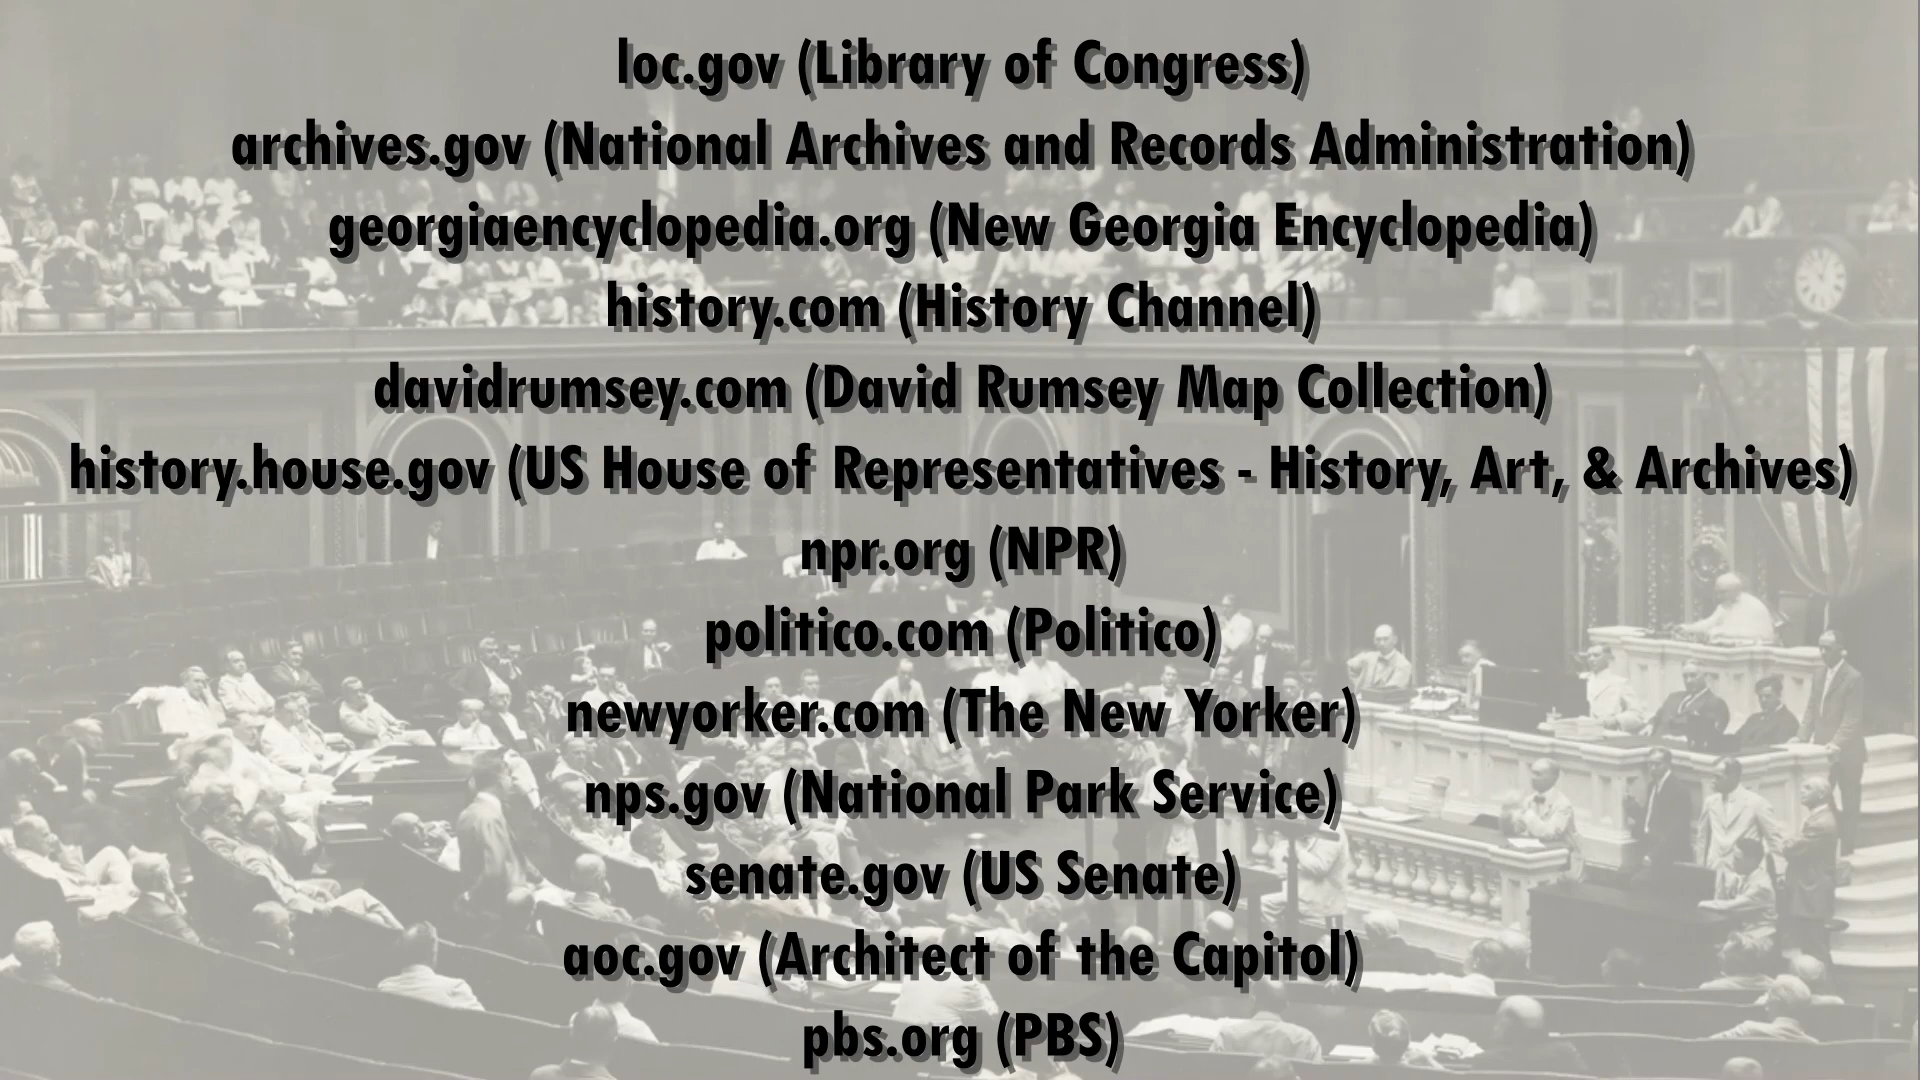 loc.gov (Library of Congress)
archives.gov (National Archives and Records Administration)
georgiaencyclopedia.org (New Georgia Encyclopedia)
history.com (History Channel)
davidrumsey.com (David Rumsey Map Collection)
history.house.gov (US House of Representatives - History, Art, & Archives)
npr.org (NPR)
politico.com (Politico)
newyorker.com (The New Yorker)
nps.gov (National Park Service)
senate.gov (US Senate)
aoc.gov (Architect of the Capitol)
pbs.org (PBS)